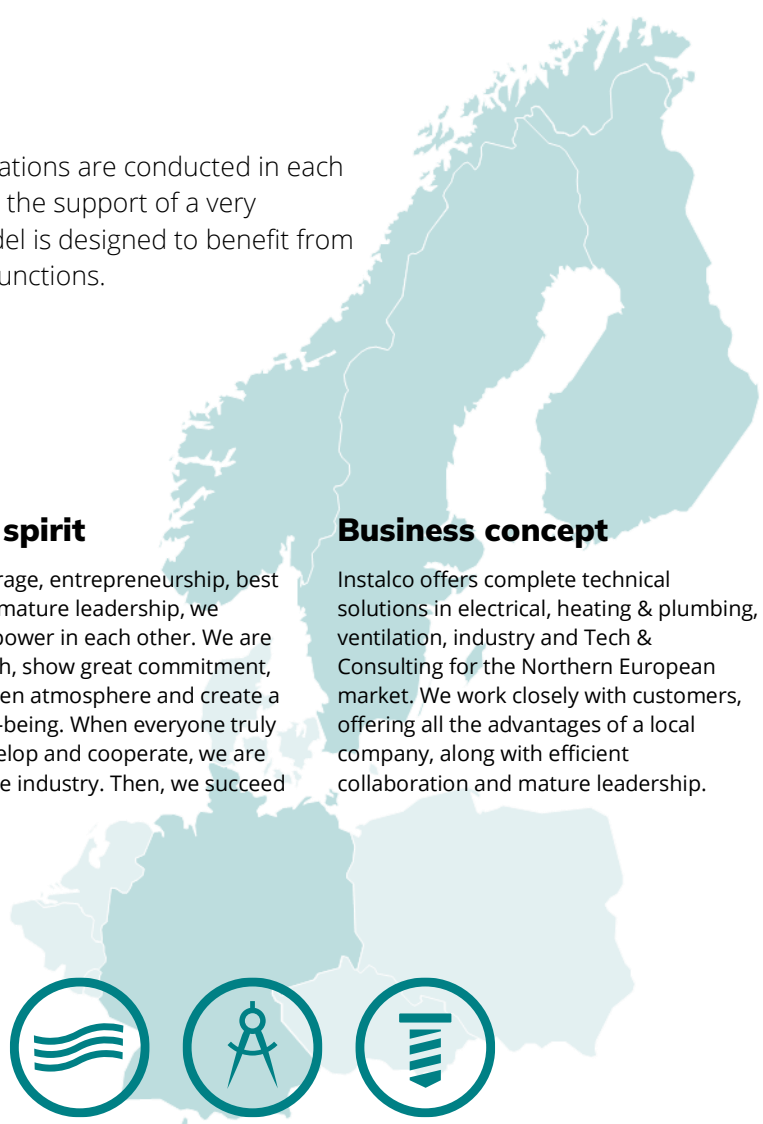 ations are conducted in each
the support of a very
del is designed to benefit from
unctions.
spirit
rage, entrepreneurship, best
mature leadership, we
power in each other. We are
h, show great commitment,
en atmosphere and create a
-being. When everyone truly
elop and cooperate, we are
e industry. Then, we succeed
Business concept
Instalco offers complete technical
solutions in electrical, heating & plumbing,
ventilation, industry and Tech &
Consulting for the Northern European
market. We work closely with customers,
offering all the advantages of a local
company, along with efficient
collaboration and mature leadership.